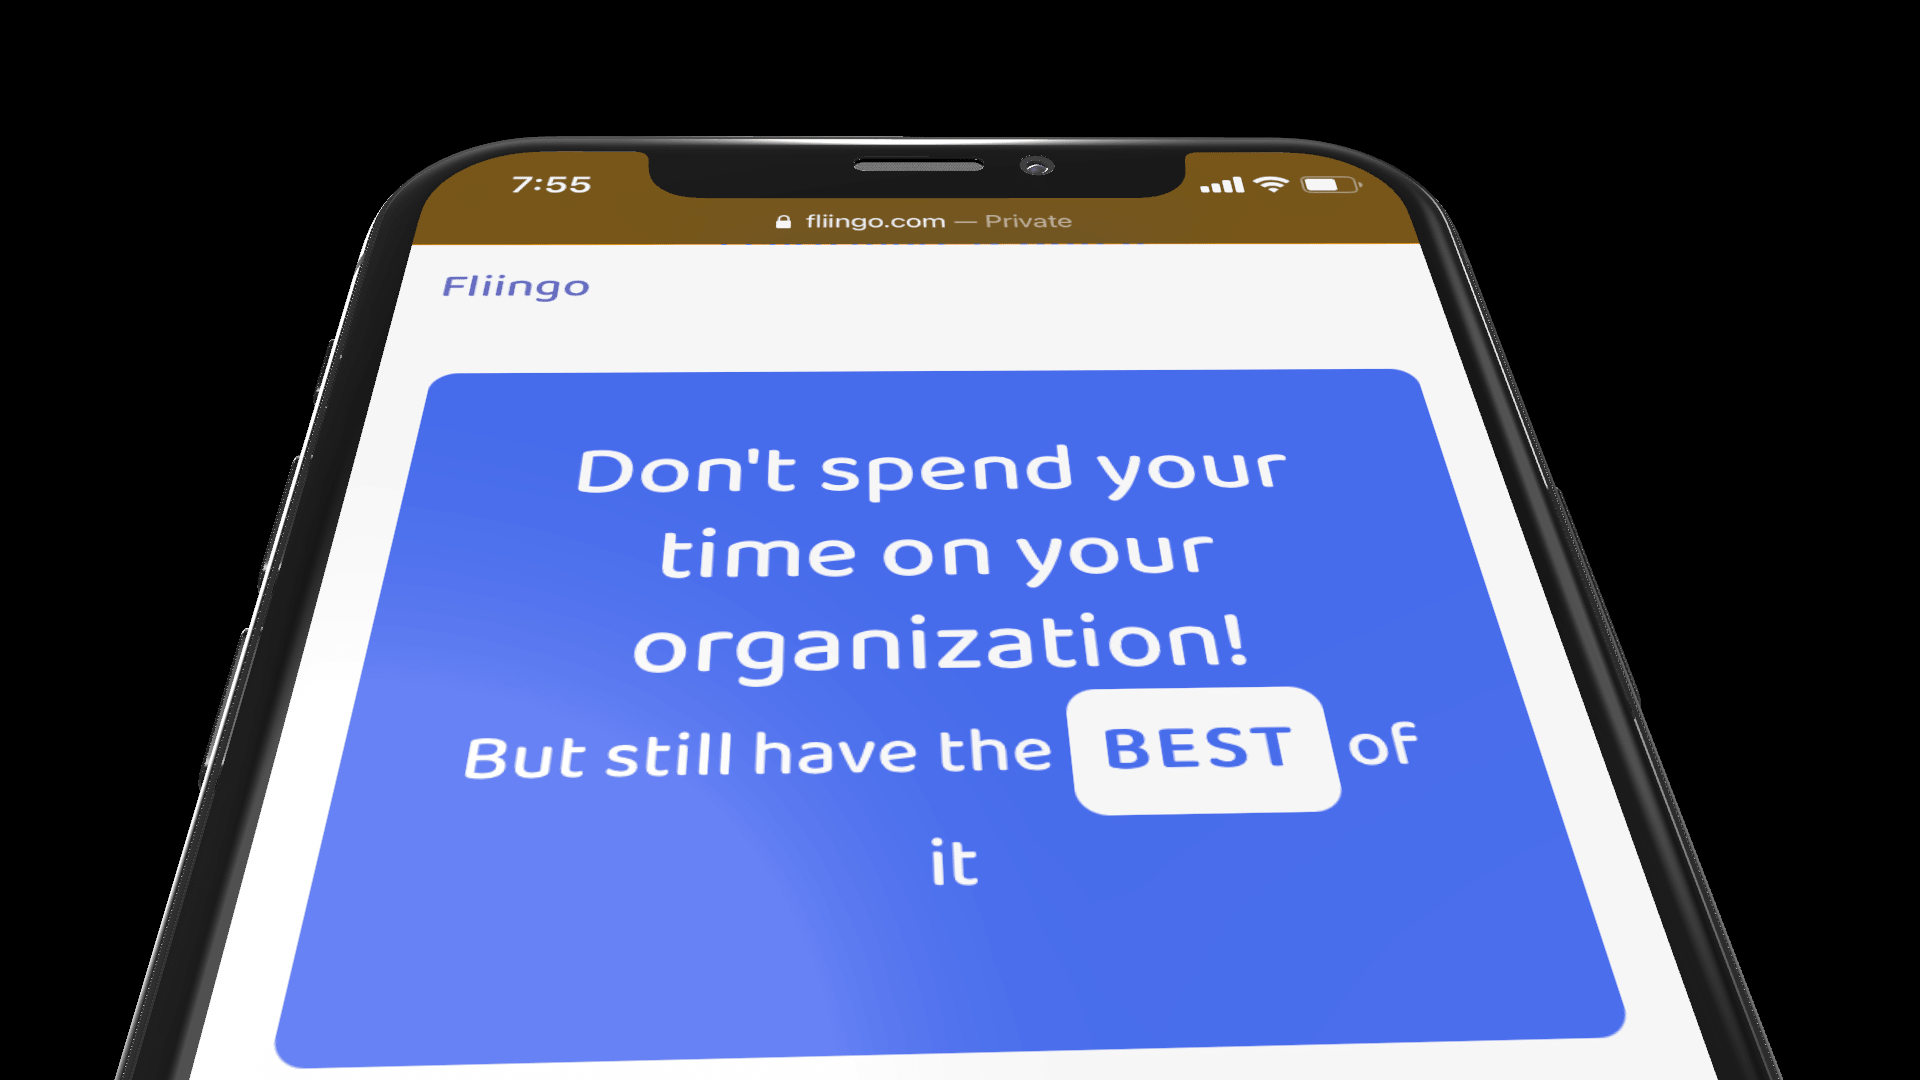 7:55
fliingo.com — Private
Fliingo
Don't spend your
time on your
organization!
But still have the BEST of
it